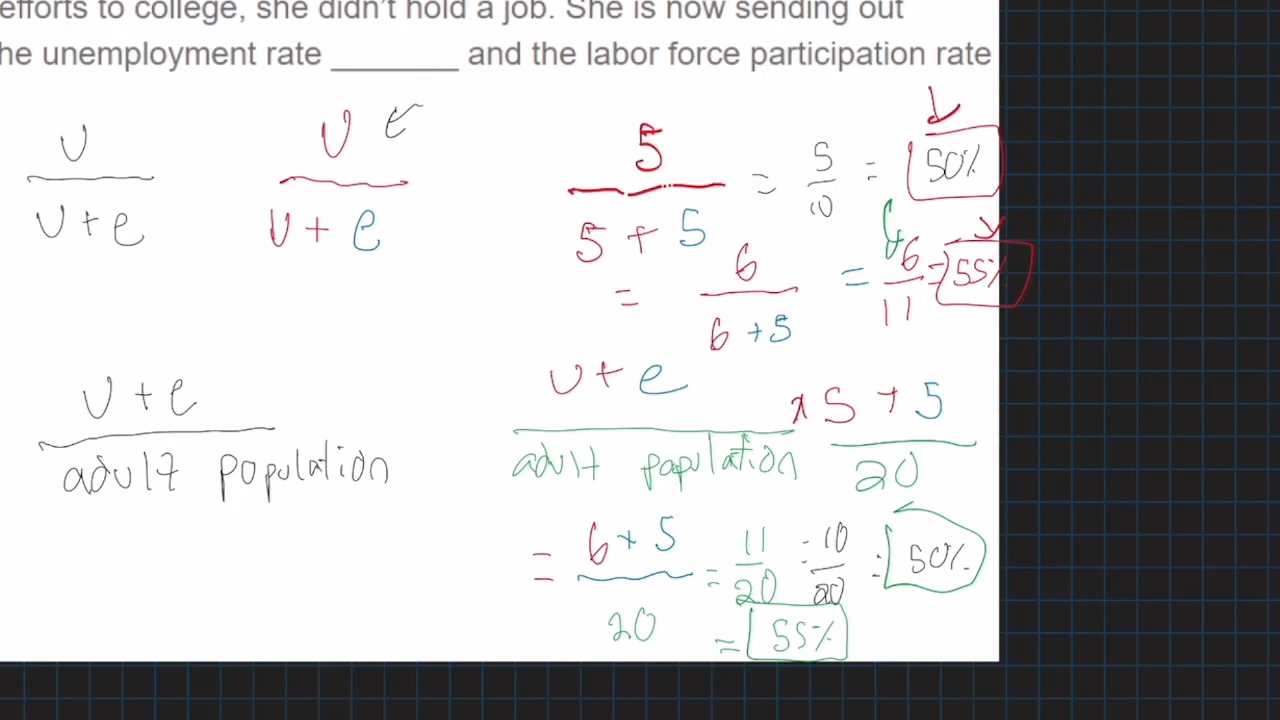 efforts to college, she didn't hold a job. She is now sending out
he unemployment rate _______ and the labor force participation rate
U
U + e
U e
U + e
5
5 + 5
= 5
10
= 50%
= 6
6 + 5
= 6
11
= 55%
U + e
adult population
U + e
adult population
5 + 5
20
= 6 + 5
20
= 11
20
= 10
20
= 50%
= 55%